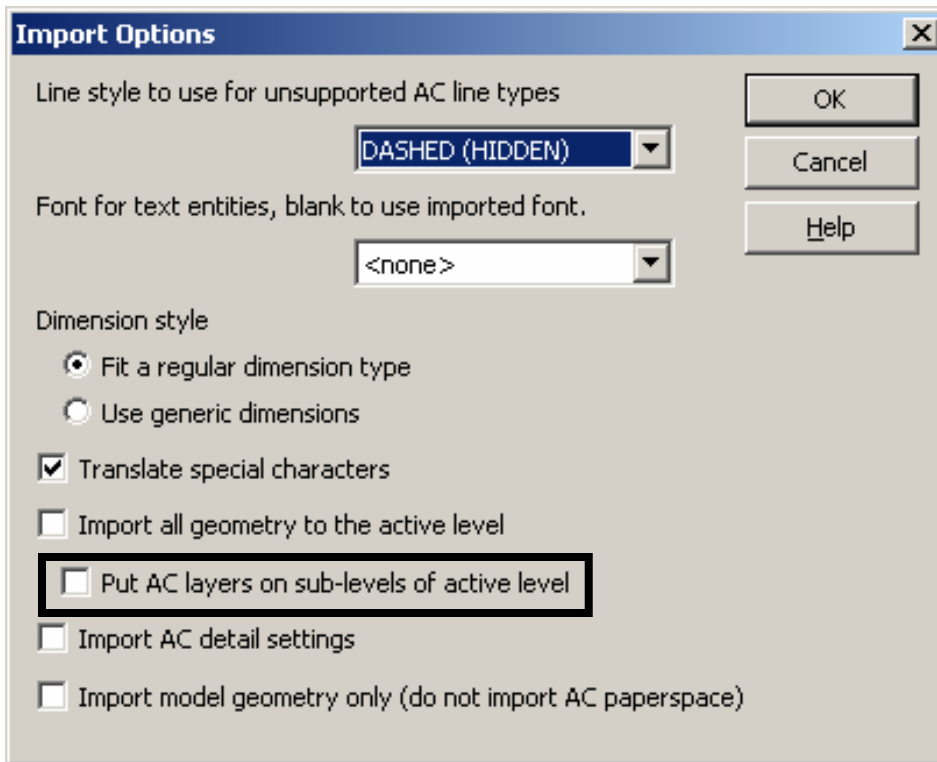 Import Options
Line style to use for unsupported AC line types
OK
DASHED (HIDDEN)
Cancel
Font for text entities, blank to use imported font.
Help
<none>
Dimension style
Fit a regular dimension type
Use generic dimensions
Translate special characters
Import all geometry to the active level
Put AC layers on sub-levels of active level
Import AC detail settings
Import model geometry only (do not import AC paperspace)